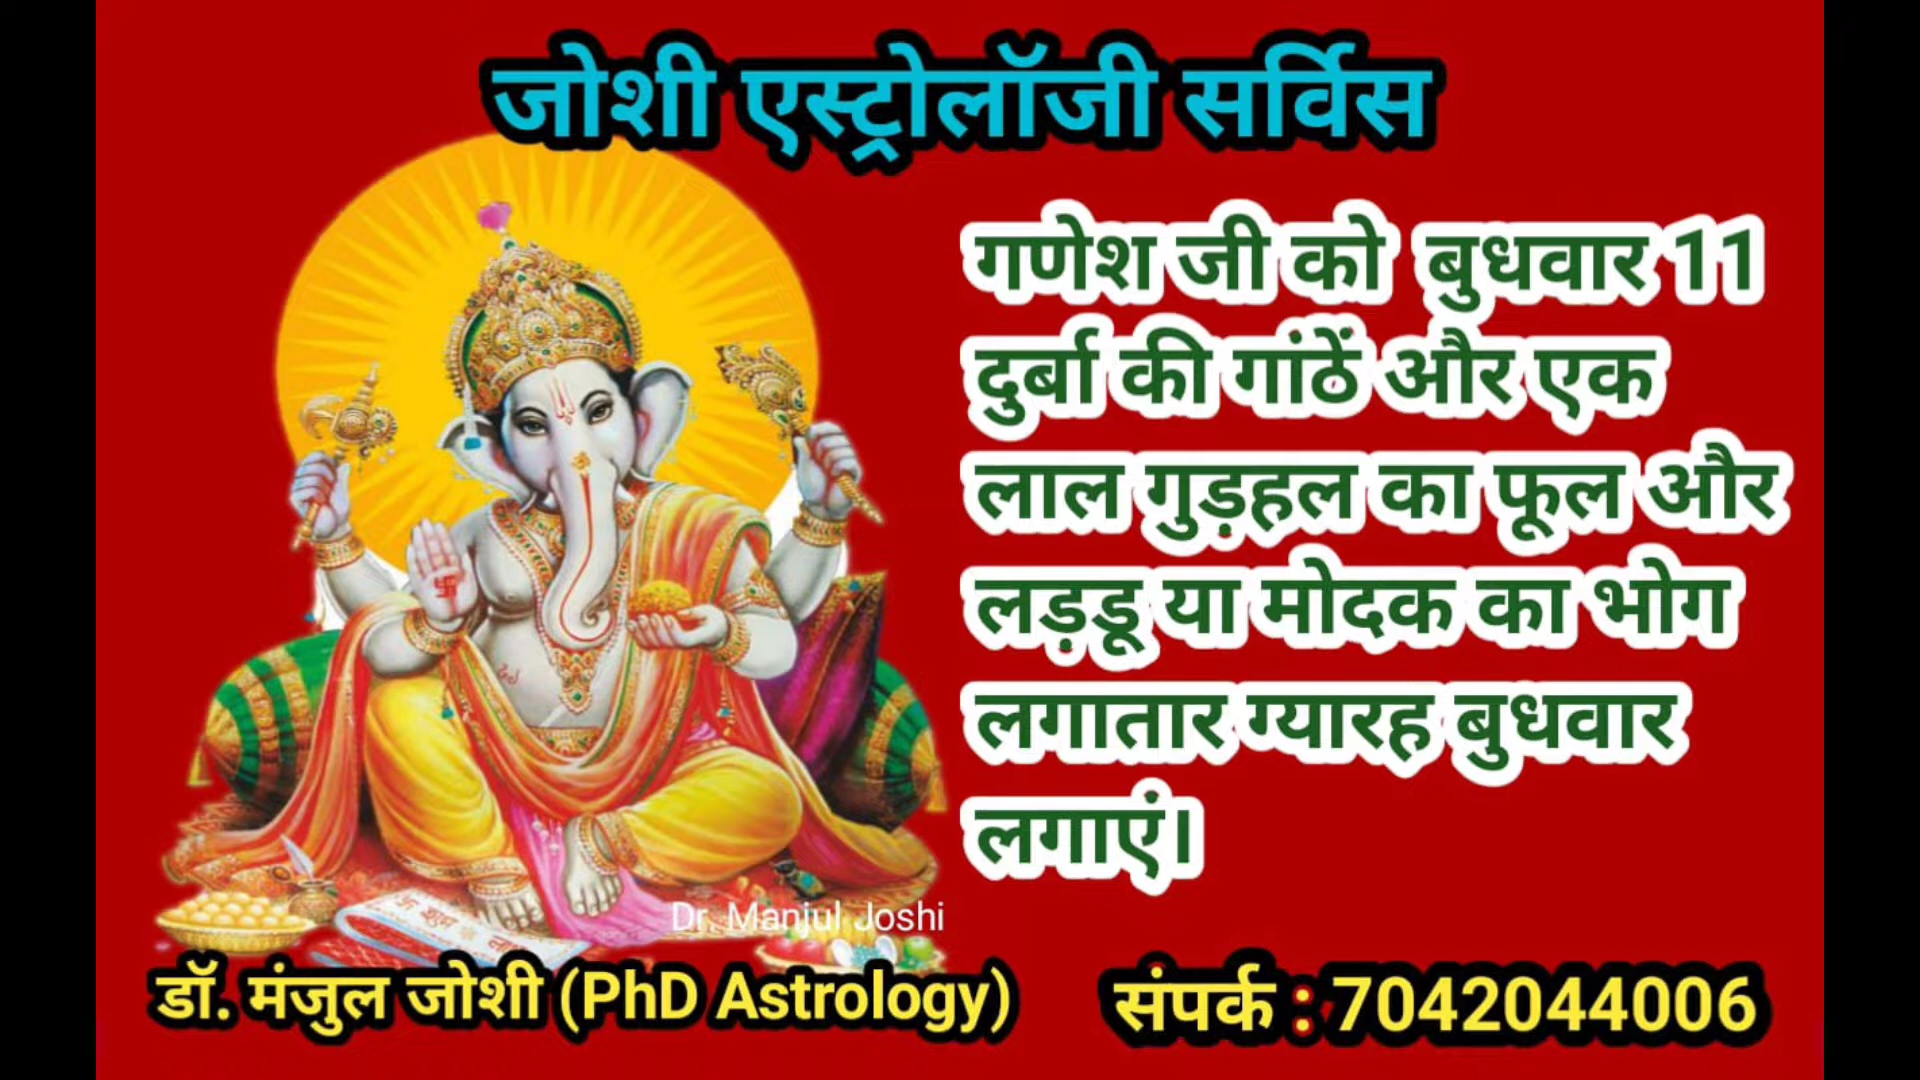 जोशी एस्ट्रोलॉजी सर्विस
गणेश जी को बुधवार 11
दुर्बा की गांठें और एक
लाल गुड़हल का फूल और
लड़डू या मोदक का भोग
लगातार ग्यारह बुधवार
लगाएं।
Dr. Manjul Joshi
डॉ. मंजुल जोशी (PhD Astrology)
संपर्क : 7042044006